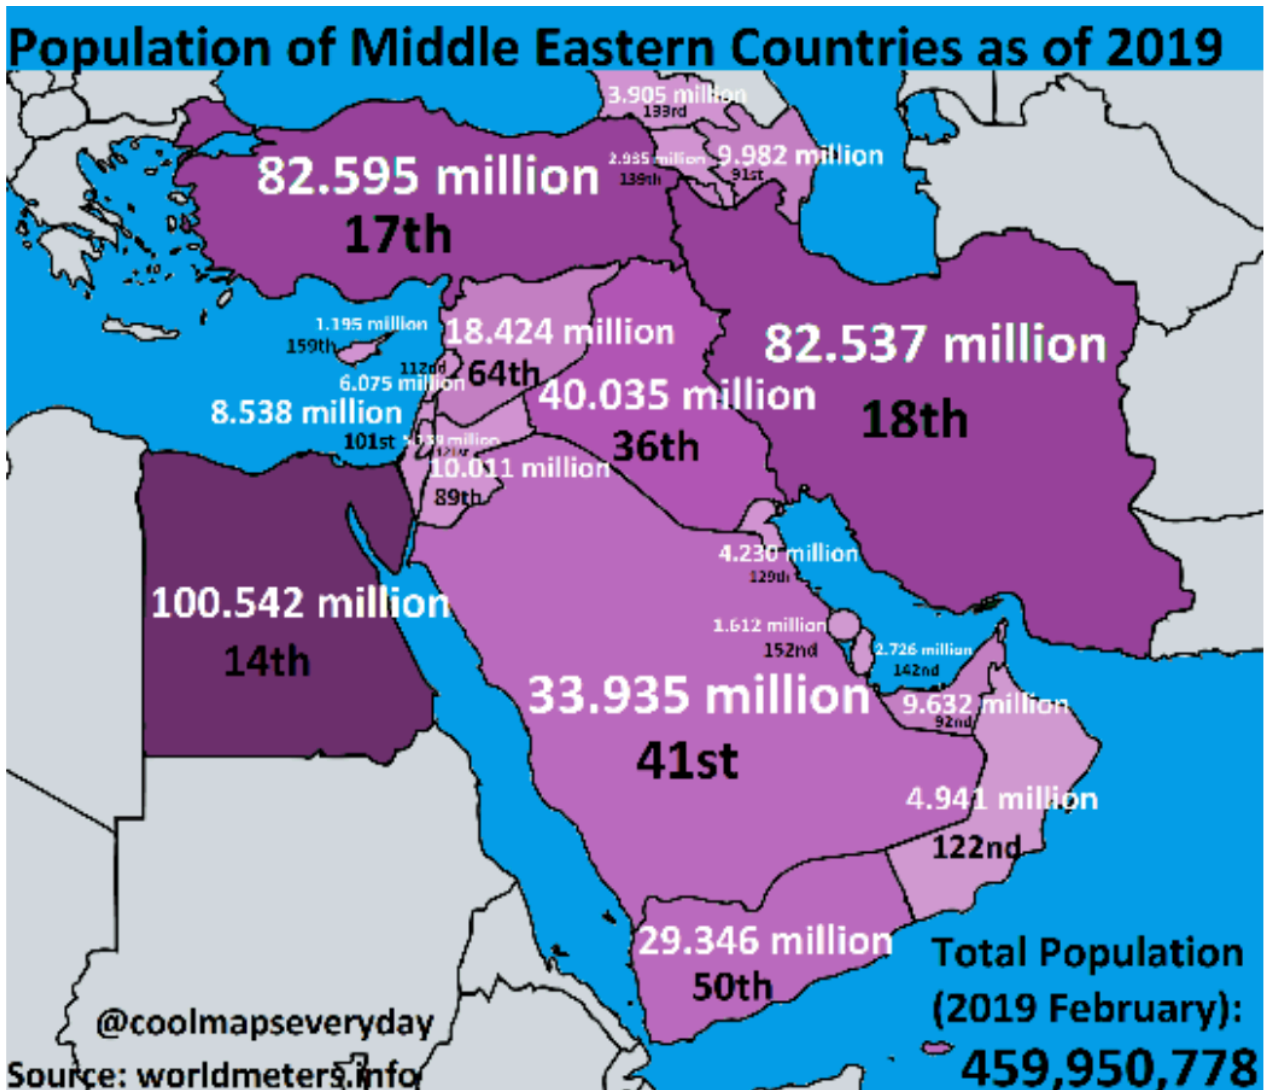 Population of Middle Eastern Countries as of 2019
3.905 million
133rd
82.595 million
17th
2.935 million
139th
9.982 million
91st
1.195 million
159th
18.424 million
64th
112nd
6.075 million
8.538 million
101st
40.035 million
36th
82.537 million
18th
million
121st
10.011 million
89th
4.230 million
129th
100.542 million
14th
1.612 million
152nd
2.726 million
142nd
33.935 million
41st
9.632 million
92nd
4.941 million
122nd
29.346 million
50th
Total Population
(2019 February):
459,950,778
@coolmapseveryday
Source: worldmeters.info